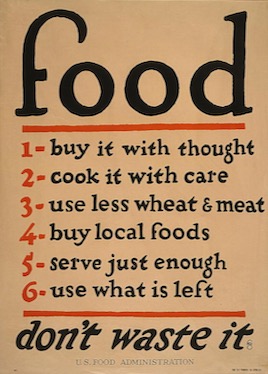 food
1- buy it with thought
2- cook it with care
3- use less wheat & meat
4- buy local foods
5- serve just enough
6- use what is left
don't waste it
U.S. FOOD ADMINISTRATION